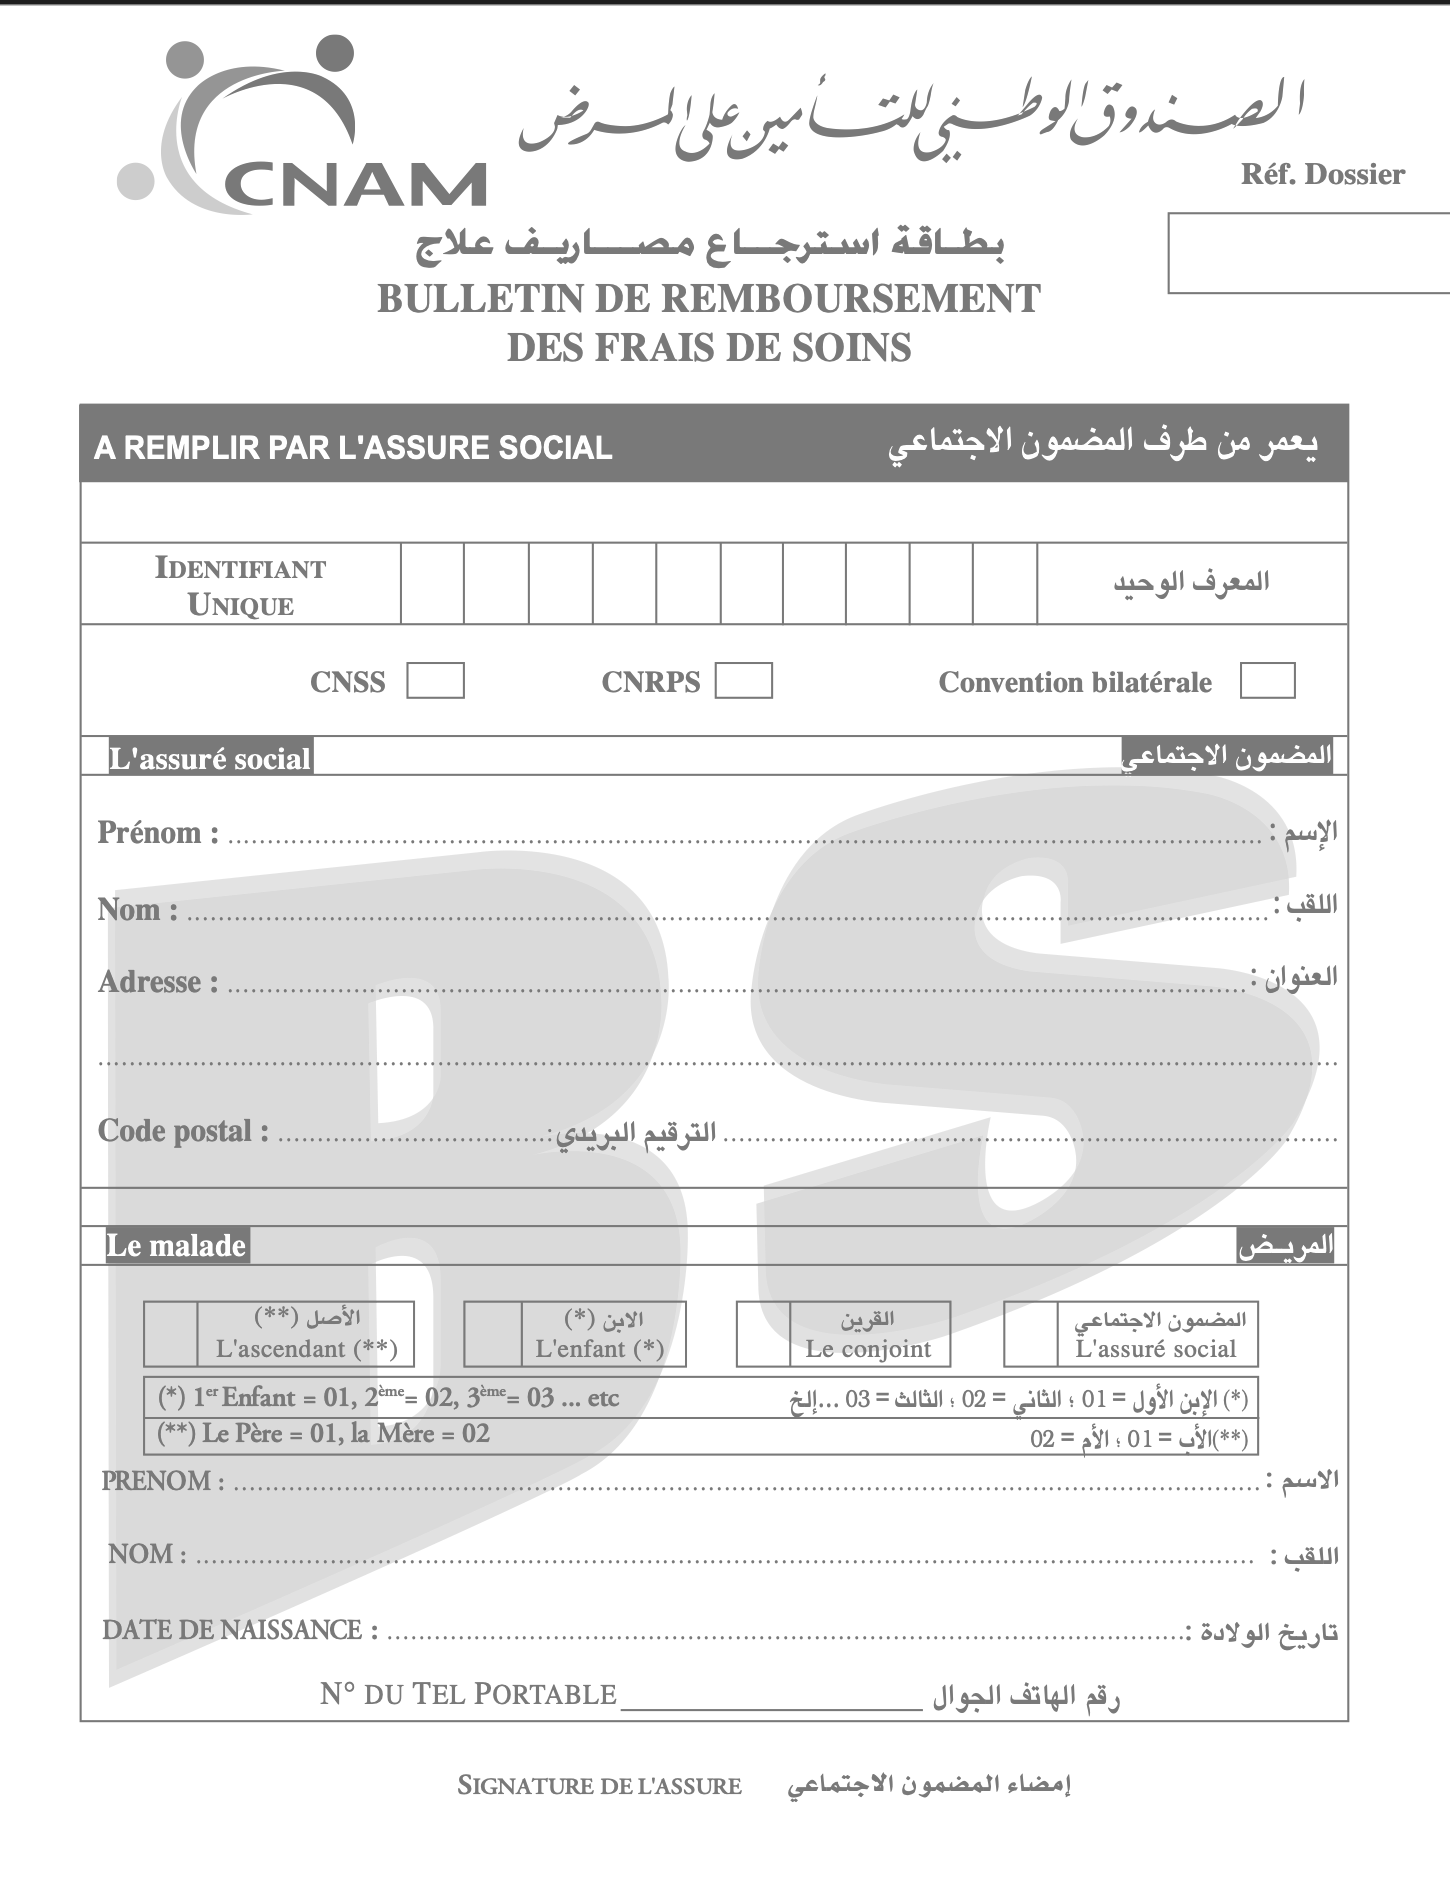 CNAM
الصندوق الوطني للتأمين على المرض
Réf. Dossier
بطاقة استرجاع مصاريف علاج
BULLETIN DE REMBOURSEMENT
DES FRAIS DE SOINS
A REMPLIR PAR L'ASSURE SOCIAL يعمر من طرف المضمون الاجتماعي
IDENTIFIANT UNIQUE المعرف الوحيد
CNSS CNRPS Convention bilatérale
L'assuré social المضمون الاجتماعي
Prénom : الإسم :
Nom : اللقب :
Adresse : العنوان :
Code postal : الترقيم البريدي :
BS
Le malade المريض
الأصل (**) الابن (*) القرين المضمون الاجتماعي
L'ascendant (**) L'enfant (*) Le conjoint L'assuré social
(*) 1er Enfant = 01, 2ème= 02, 3ème= 03 ... etc (*) الإبن الأول = 01 ؛ الثاني = 02 ؛ الثالث = 03 ...إلخ
(**) Le Père = 01, la Mère = 02 (**)الأب = 01 ؛ الأم = 02
PRENOM : الاسم :
NOM : اللقب :
DATE DE NAISSANCE : تاريخ الولادة :
N° DU TEL PORTABLE رقم الهاتف الجوال
SIGNATURE DE L'ASSURE إمضاء المضمون الاجتماعي